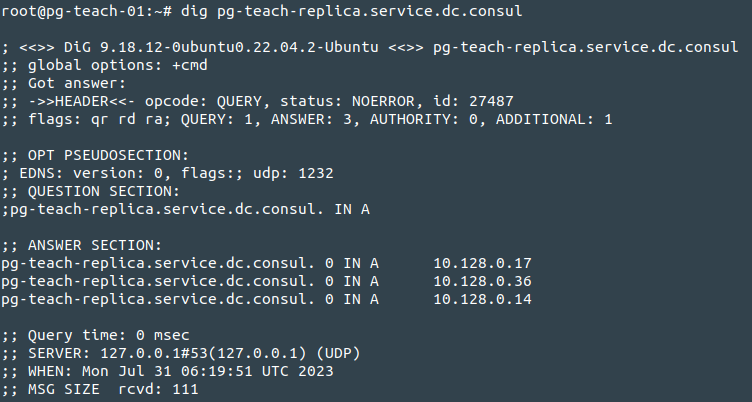 root@pg-teach-01:~# dig pg-teach-replica.service.dc.consul

; <<>> DiG 9.18.12-0ubuntu0.22.04.2-Ubuntu <<>> pg-teach-replica.service.dc.consul
;; global options: +cmd
;; Got answer:
;; ->>HEADER<<- opcode: QUERY, status: NOERROR, id: 27487
;; flags: qr rd ra; QUERY: 1, ANSWER: 3, AUTHORITY: 0, ADDITIONAL: 1

;; OPT PSEUDOSECTION:
; EDNS: version: 0, flags:; udp: 1232
;; QUESTION SECTION:
;pg-teach-replica.service.dc.consul. IN A

;; ANSWER SECTION:
pg-teach-replica.service.dc.consul. 0 IN A      10.128.0.17
pg-teach-replica.service.dc.consul. 0 IN A      10.128.0.36
pg-teach-replica.service.dc.consul. 0 IN A      10.128.0.14

;; Query time: 0 msec
;; SERVER: 127.0.0.1#53(127.0.0.1) (UDP)
;; WHEN: Mon Jul 31 06:19:51 UTC 2023
;; MSG SIZE  rcvd: 111